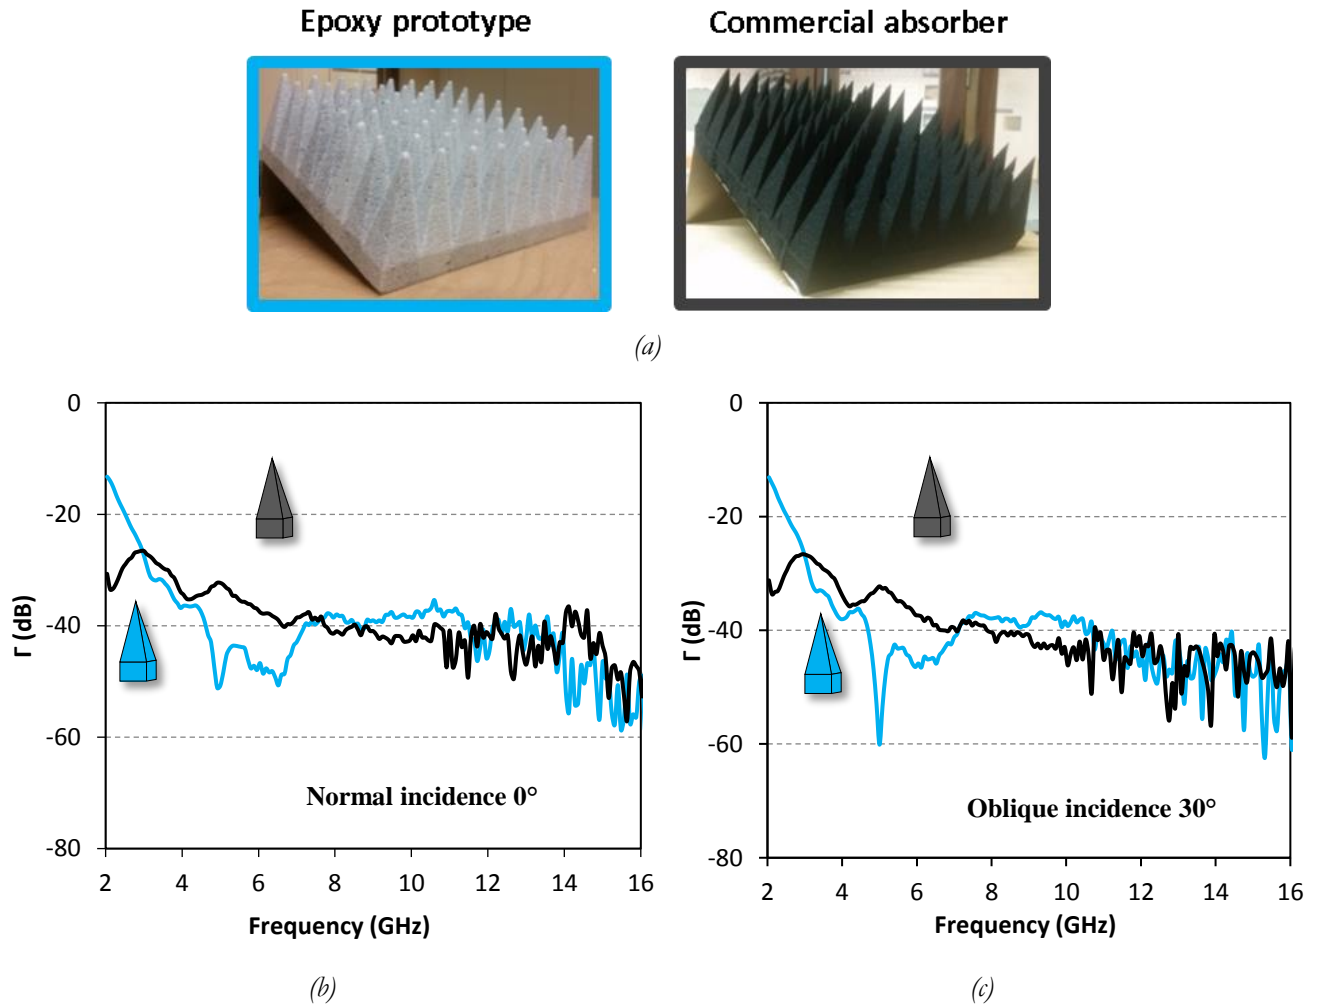 Epoxy prototype
Commercial absorber
(a)
0
-20
-40
-60
-80
Γ (dB)
2 4 6 8 10 12 14 16
Frequency (GHz)
Normal incidence 0°
(b)
0
-20
-40
-60
-80
Γ (dB)
2 4 6 8 10 12 14 16
Frequency (GHz)
Oblique incidence 30°
(c)